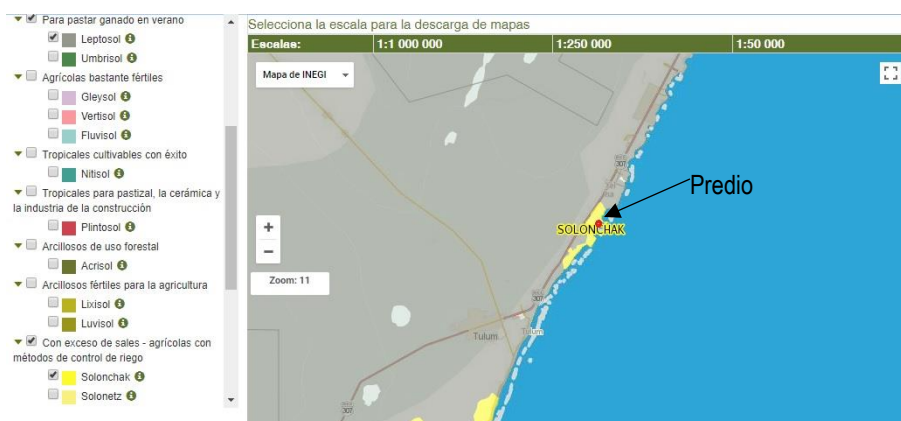 Para pastar ganado en verano
Leptosol
Umbrisol
Agrícolas bastante fértiles
Gleysol
Vertisol
Fluvisol
Tropicales cultivables con éxito
Nitisol
Tropicales para pastizal, la cerámica y
la industria de la construcción
Plintosol
Arcillosos de uso forestal
Acrisol
Arcillosos fértiles para la agricultura
Lixisol
Luvisol
Con exceso de sales - agrícolas con
métodos de control de riego
Solonchak
Solonetz
Selecciona la escala para la descarga de mapas
Escalas: 1:1 000 000 1:250 000 1:50 000
Mapa de INEGI
307
Predio
SOLONCHAK
+
−
Zoom: 11
307
Tulum Tulum
307